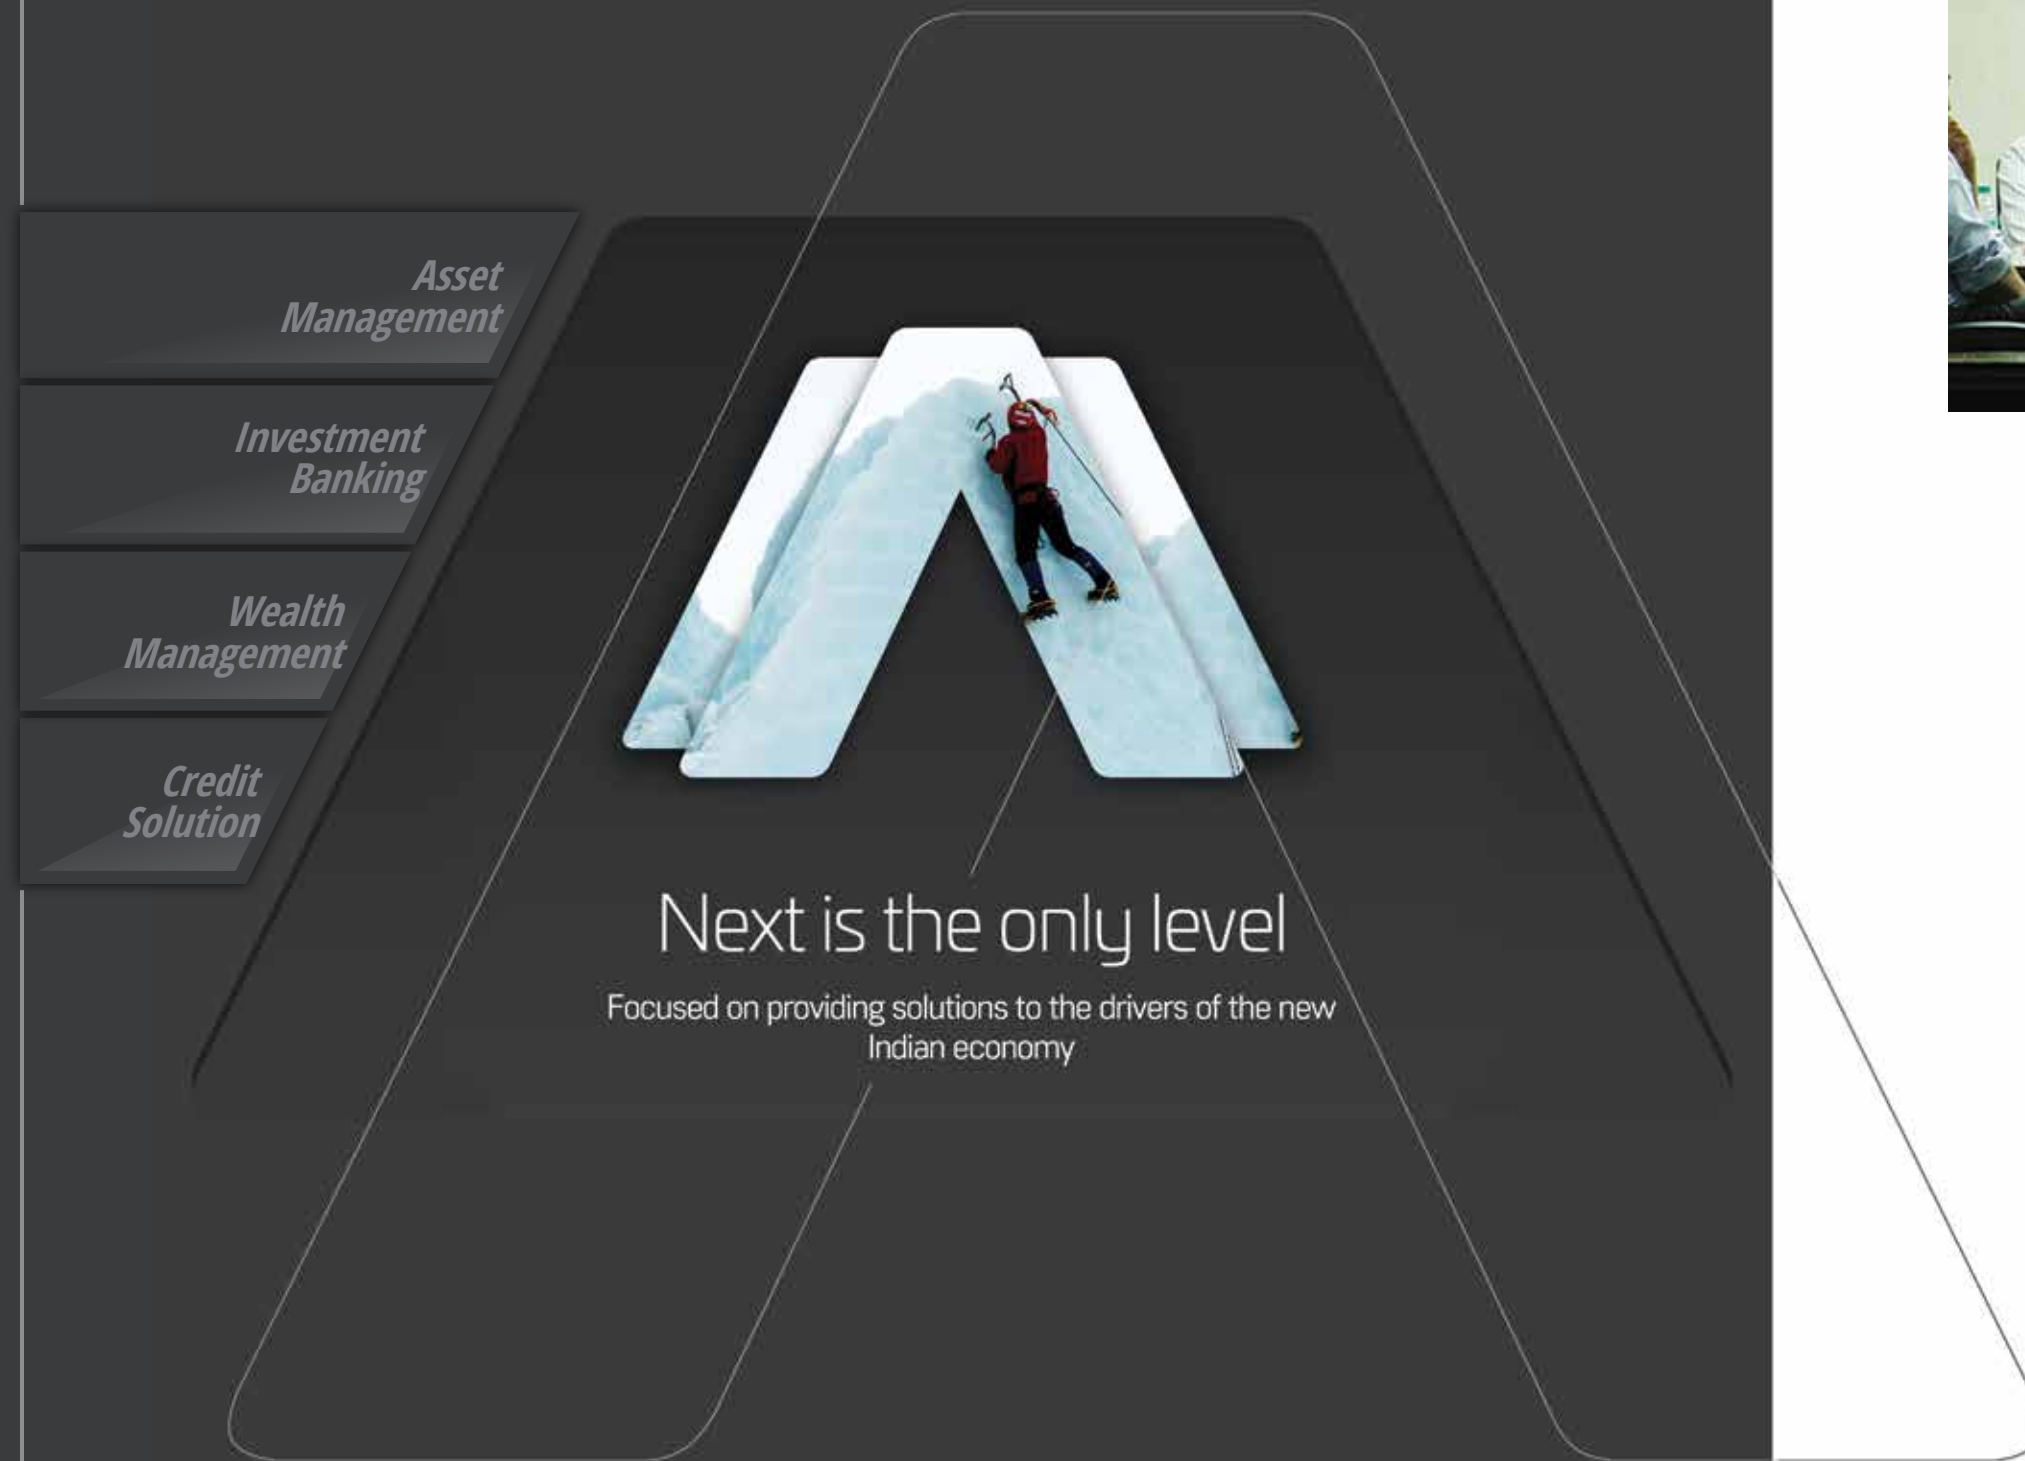 Asset
Management
Investment
Banking
Wealth
Management
Credit
Solution
Next is the only level
Focused on providing solutions to the drivers of the new
Indian economy